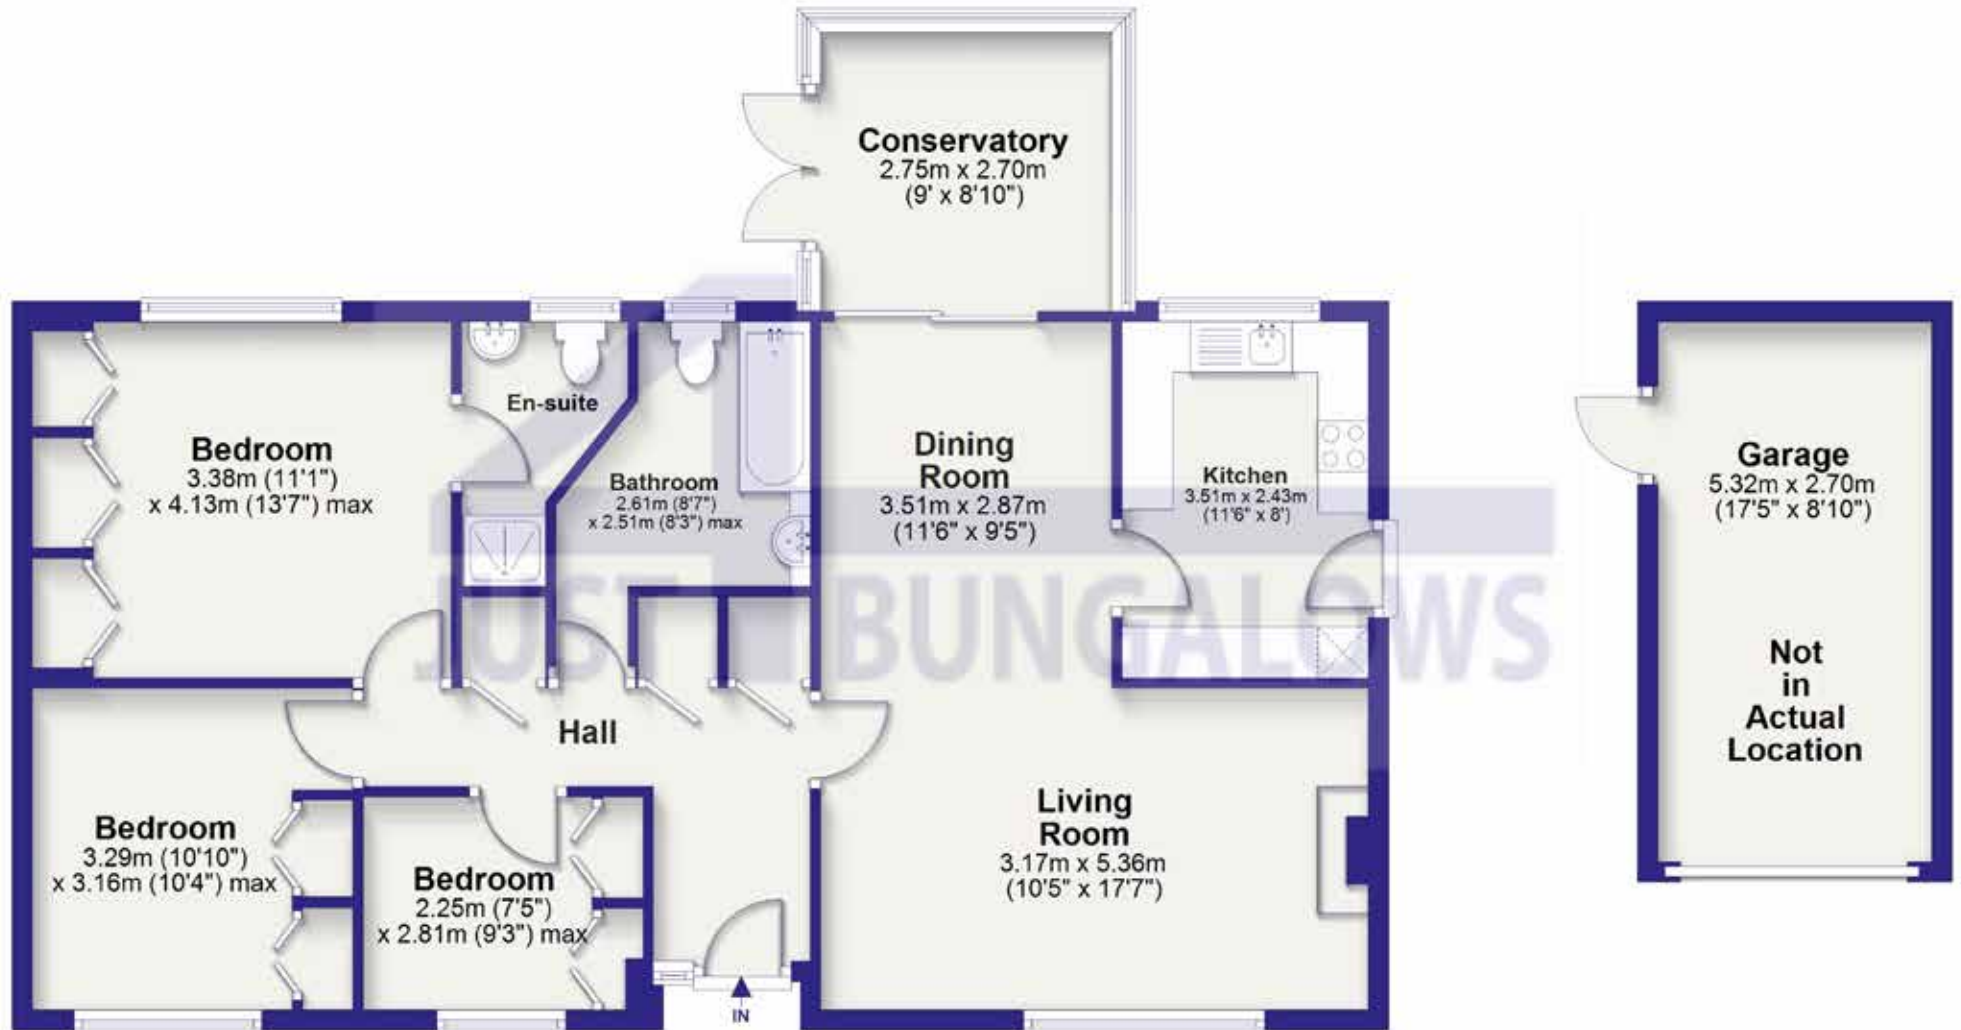 Conservatory
2.75m x 2.70m
(9' x 8'10")
Bedroom
3.38m (11'1")
x 4.13m (13'7") max
En-suite
Bathroom
2.61m (8'7")
x 2.51m (8'3") max
Dining
Room
3.51m x 2.87m
(11'6" x 9'5")
Kitchen
3.51m x 2.43m
(11'6" x 8')
Garage
5.32m x 2.70m
(17'5" x 8'10")
Not
in
Actual
Location
JUST BUNGALOWS
Hall
Bedroom
3.29m (10'10")
x 3.16m (10'4") max
Bedroom
2.25m (7'5")
x 2.81m (9'3") max
Living
Room
3.17m x 5.36m
(10'5" x 17'7")
IN